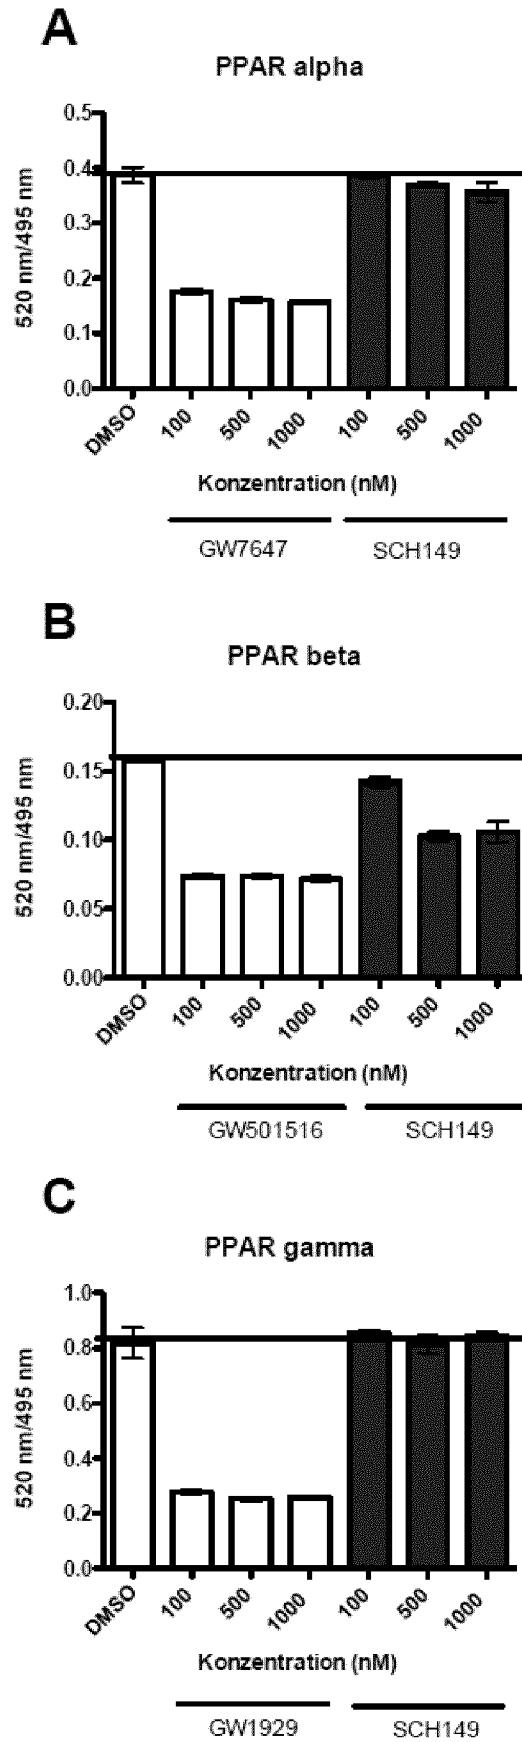 A
PPAR alpha
520 nm/495 nm
0.5
0.4
0.3
0.2
0.1
0.0
DMSO 100 500 1000 100 500 1000
Konzentration (nM)
GW7647 SCH149
B
PPAR beta
520 nm/495 nm
0.20
0.15
0.10
0.05
0.00
DMSO 100 500 1000 100 500 1000
Konzentration (nM)
GW501516 SCH149
C
PPAR gamma
520 nm/495 nm
1.0
0.8
0.6
0.4
0.2
0.0
DMSO 100 500 1000 100 500 1000
Konzentration (nM)
GW1929 SCH149